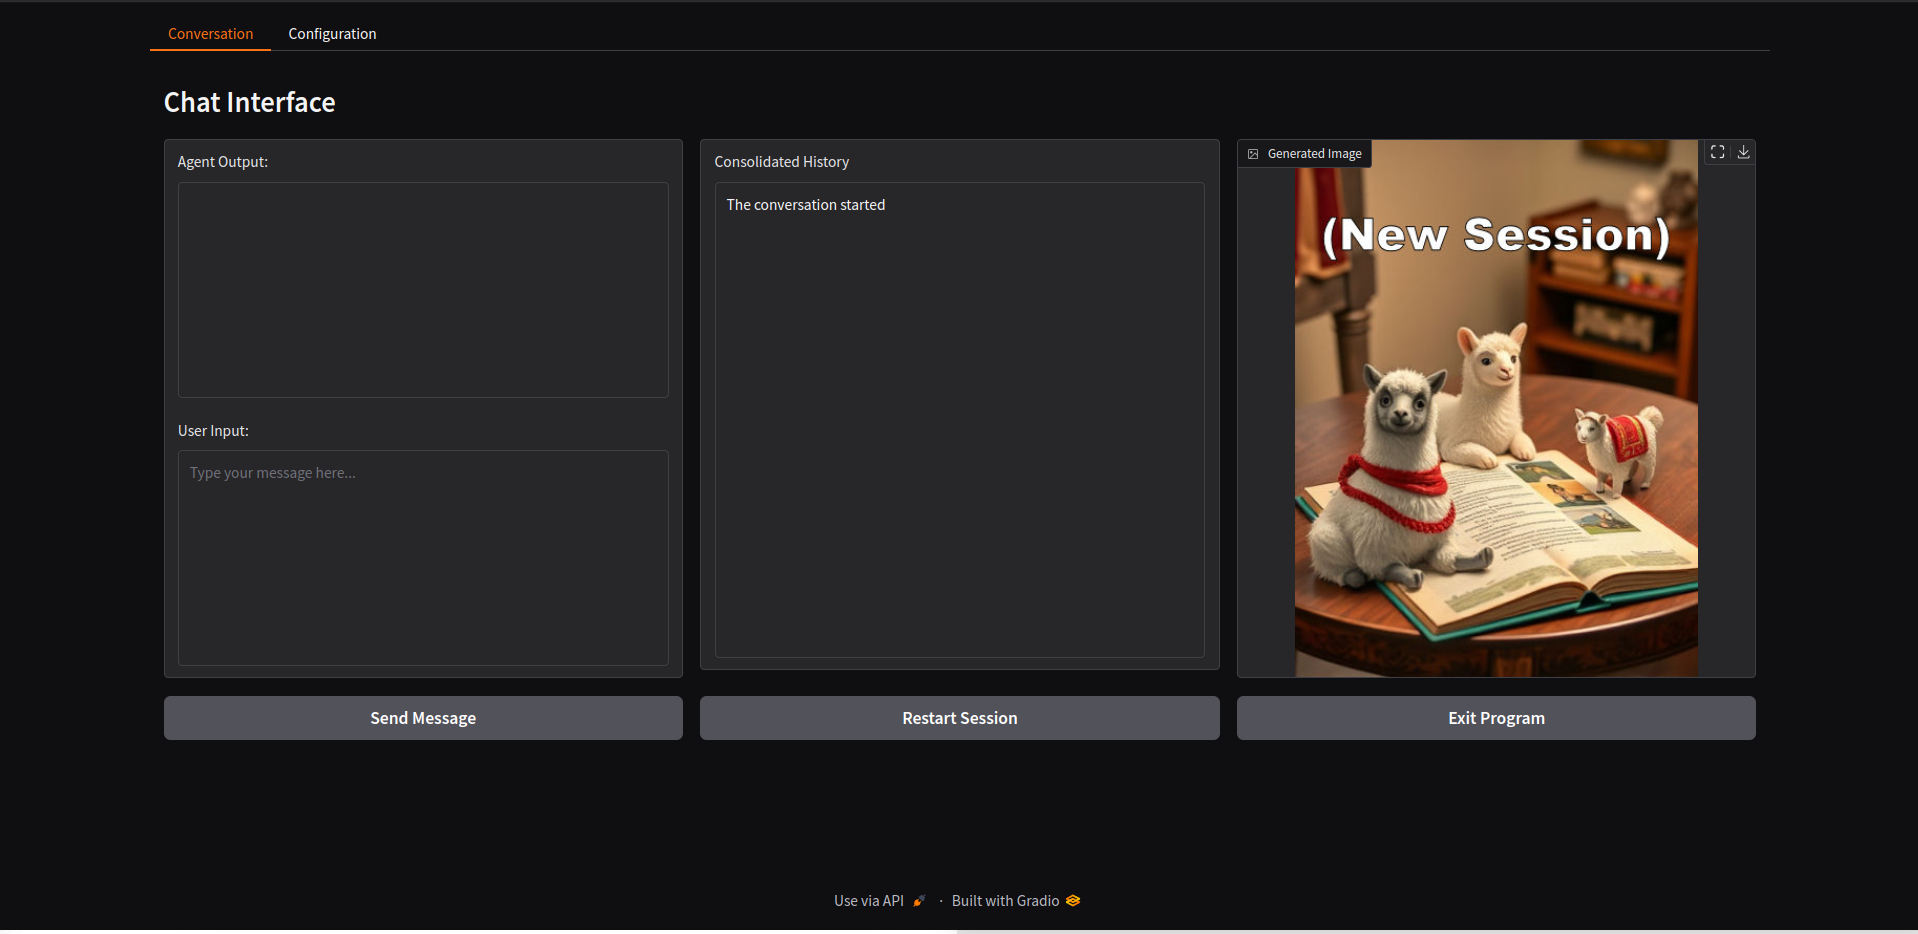 Conversation
Configuration
Chat Interface
Agent Output:
User Input:
Type your message here...
Consolidated History
The conversation started
Generated Image
(New Session)
Send Message
Restart Session
Exit Program
Use via API · Built with Gradio